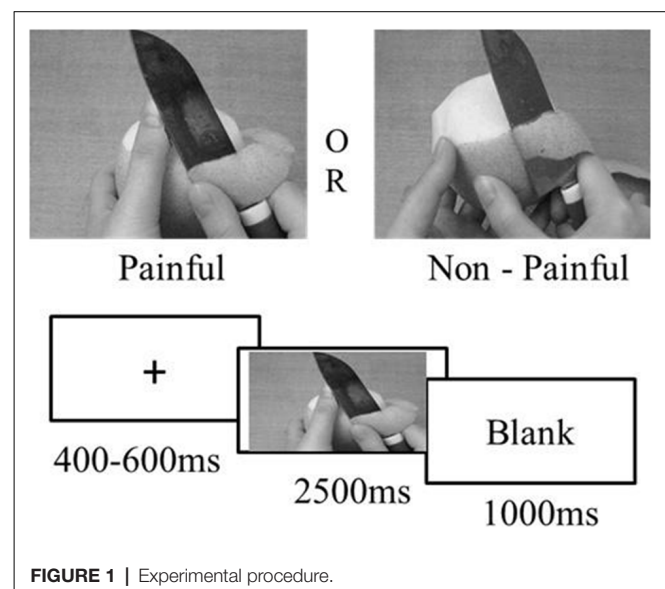 O
R
Painful
Non - Painful
+
400-600ms
2500ms
Blank
1000ms
FIGURE 1 | Experimental procedure.